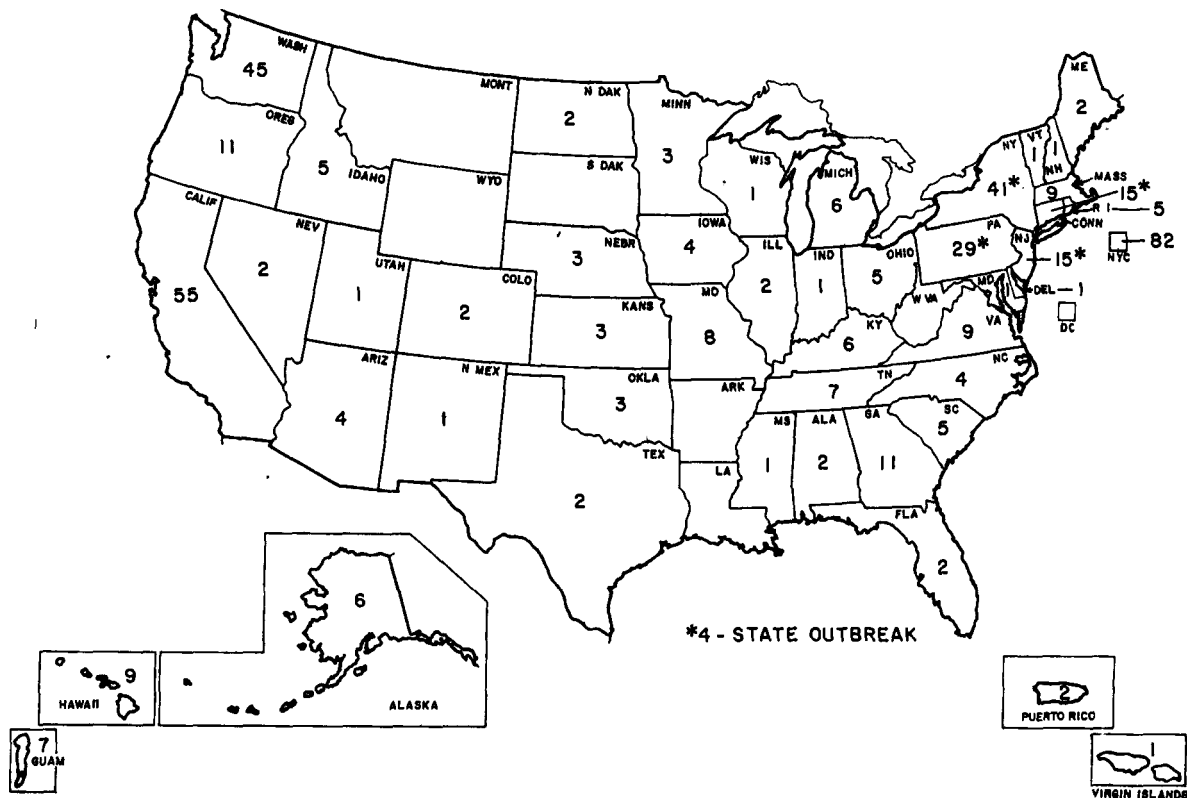 WASH
45
MONT
N DAK
2
MINN
3
ME
2
OREG
11
IDAHO
5
WYO
S DAK
WIS
1
MICH
6
NY
41*
VT
1
NH
1
MASS
9
15*
R I
5
CONN
NYC
82
CALIF
55
NEV
2
UTAH
1
COLO
2
NEBR
3
IOWA
4
ILL
2
IND
1
OHIO
5
PA
29*
NJ
15*
MD
DEL
1
DC
W VA
VA
9
KANS
3
MO
8
KY
6
ARIZ
4
N MEX
1
OKLA
3
ARK
TN
7
NC
4
SC
5
TEX
2
LA
MS
1
ALA
2
GA
11
FLA
2
*4 - STATE OUTBREAK
6
ALASKA
9
HAWAII
7
GUAM
2
PUERTO RICO
1
VIRGIN ISLANDS